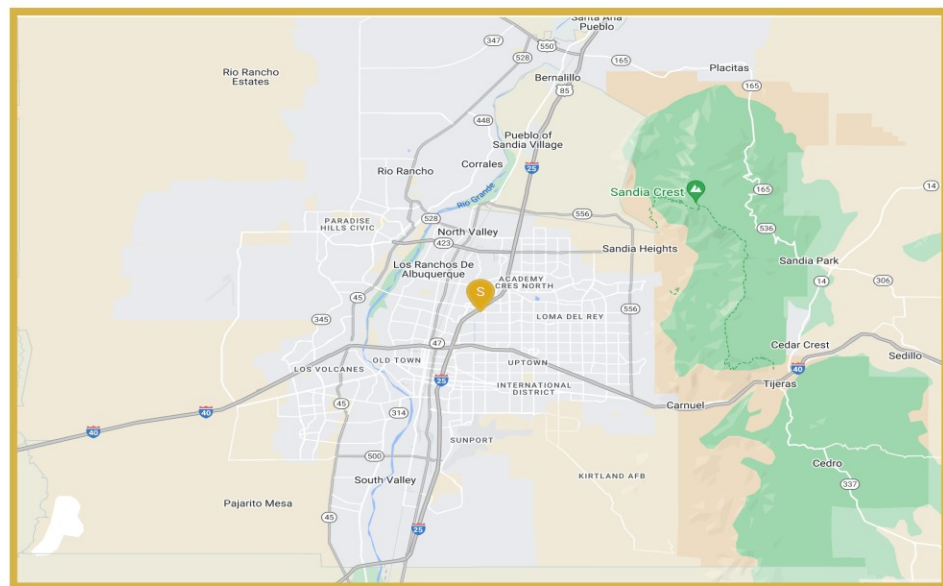 Santa Ana
Pueblo
347
550
528
165
Rio Rancho
Estates
Placitas
Bernalillo
165
85
448
Pueblo of
Sandia Village
Corrales
25
Rio Rancho
14
Sandia Crest
165
Rio Grande
556
528
PARADISE
HILLS CIVIC
536
North Valley
423
Sandia Heights
Sandia Park
Los Ranchos De
Albuquerque
ACADEMY
ACRES NORTH
306
14
S
45
556
345
LOMA DEL REY
47
Cedar Crest
Sedillo
OLD TOWN
UPTOWN
LOS VOLCANES
40
25
INTERNATIONAL
DISTRICT
Tijeras
45
Carnuel
40
314
40
SUNPORT
500
Cedro
South Valley
KIRTLAND AFB
337
Pajarito Mesa
45
25